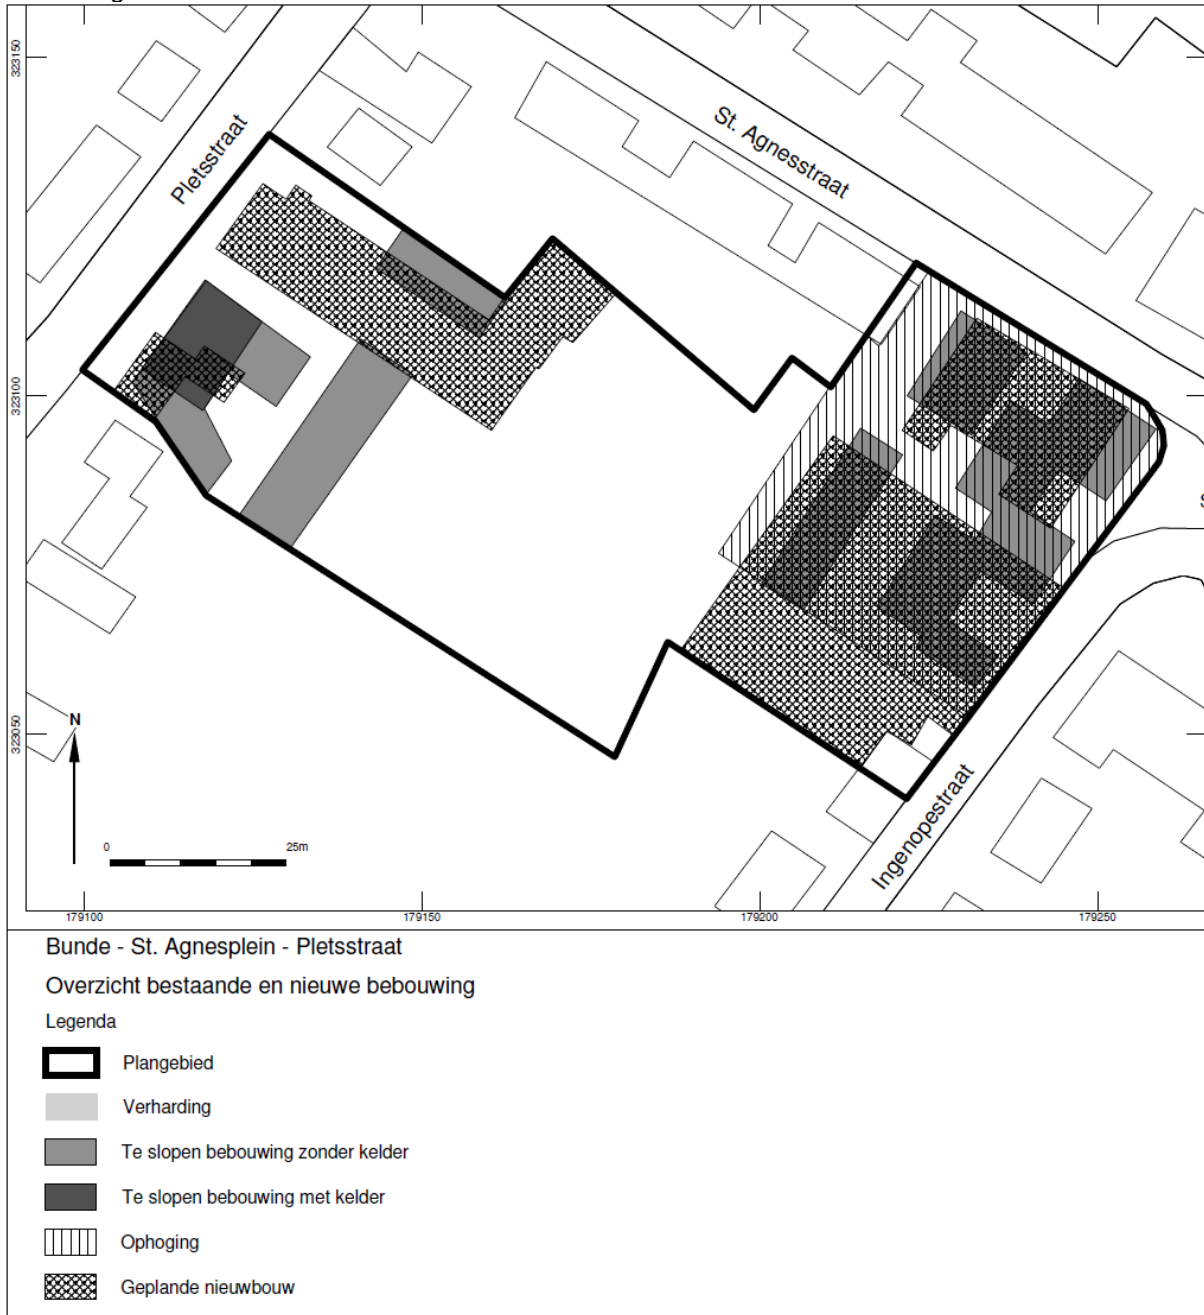 323150
St. Agnesstraat
Pletsstraat
323100
S
323050
N
0 25m
Ingenopestraat
179100 179150 179200 179250
Bunde - St. Agnesplein - Pletsstraat
Overzicht bestaande en nieuwe bebouwing
Legenda
Plangebied
Verharding
Te slopen bebouwing zonder kelder
Te slopen bebouwing met kelder
Ophoging
Geplande nieuwbouw